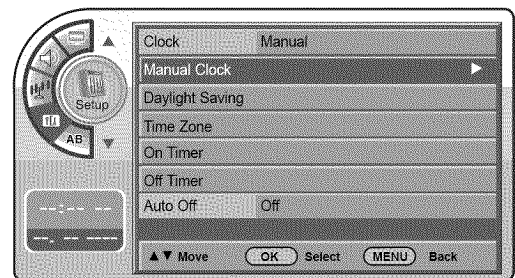 Clock Manual
Manual Clock
Daylight Saving
Time Zone
On Timer
Off Timer
Auto Off Off
Setup
AB
--:-- --
--. -- ----
▲▼ Move OK Select MENU Back